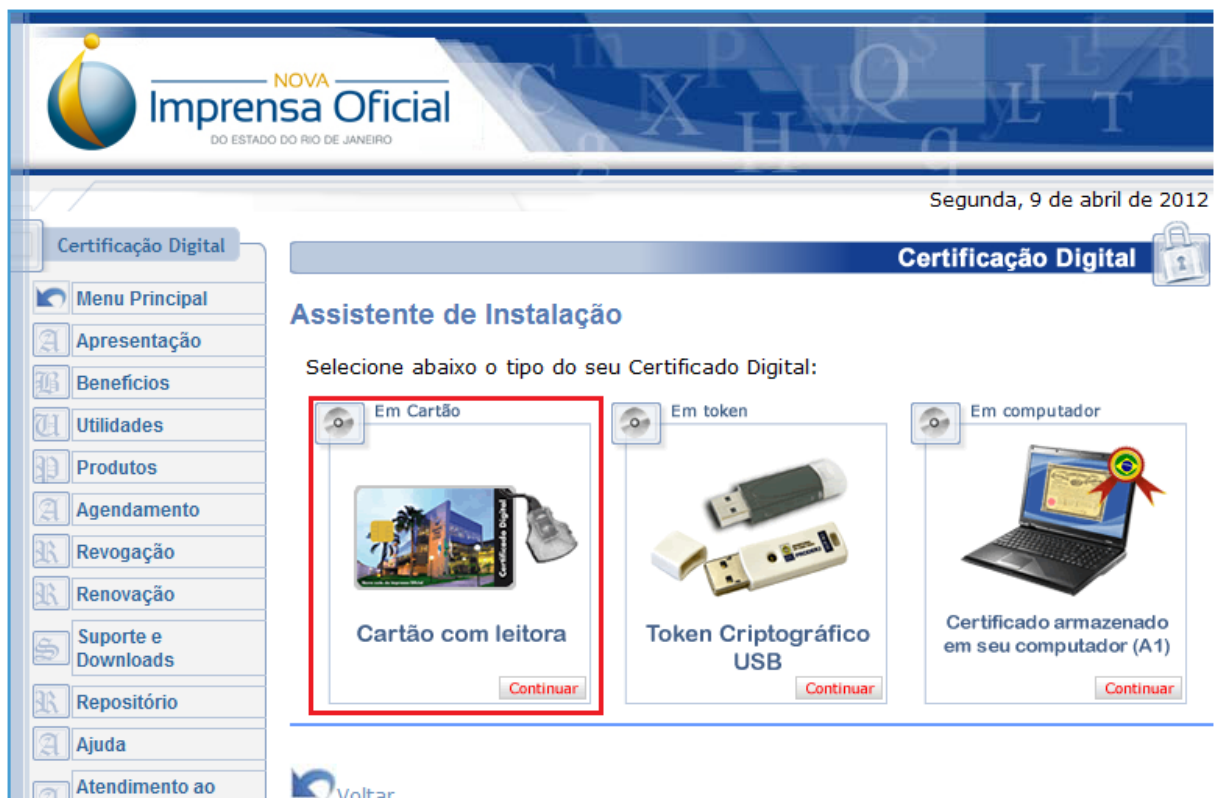 NOVA
Imprensa Oficial
DO ESTADO DO RIO DE JANEIRO
Segunda, 9 de abril de 2012
Certificação Digital
Certificação Digital
Menu Principal
Apresentação
Benefícios
Utilidades
Produtos
Agendamento
Revogação
Renovação
Suporte e
Downloads
Repositório
Ajuda
Atendimento ao
Assistente de Instalação
Selecione abaixo o tipo do seu Certificado Digital:
Em Cartão
Certificado Digital
Cartão com leitora
Continuar
Em token
PRODERJ
Token Criptográfico
USB
Continuar
Em computador
Certificado armazenado
em seu computador (A1)
Continuar
Voltar